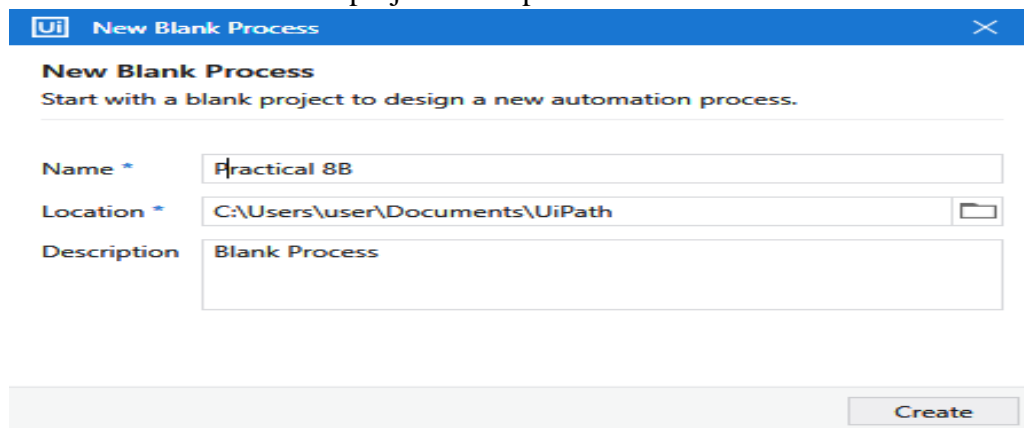 Ui New Blank Process
New Blank Process
Start with a blank project to design a new automation process.
Name * Practical 8B
Location * C:\Users\user\Documents\UiPath
Description Blank Process
Create